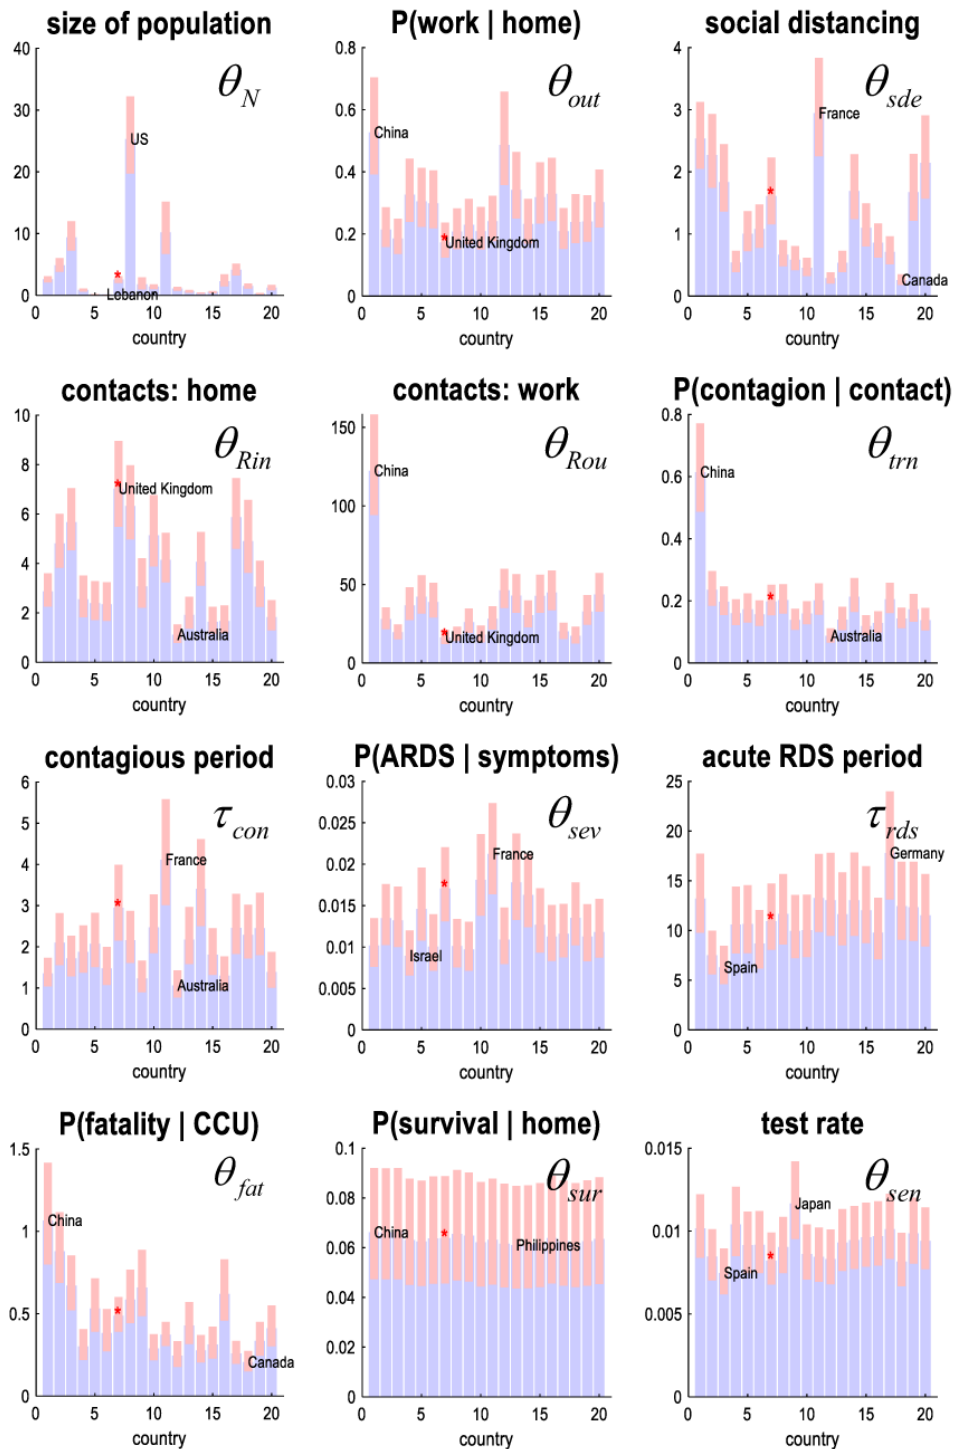 size of population
P(work | home)
social distancing
40
30
20
10
0
θN
US
Lobanon
0 5 10 15 20
country
0.8
0.6
0.4
0.2
0
θout
China
United Kingdom
0 5 10 15 20
country
4
3
2
1
0
θsde
France
Canada
0 5 10 15 20
country
contacts: home
contacts: work
P(contagion | contact)
10
8
6
4
2
0
θRin
United Kingdom
Australia
0 5 10 15 20
country
150
100
50
0
θRou
China
United Kingdom
0 5 10 15 20
country
0.8
0.6
0.4
0.2
0
θtrn
China
Australia
0 5 10 15 20
country
contagious period
P(ARDS | symptoms)
acute RDS period
6
5
4
3
2
1
0
τcon
France
Australia
0 5 10 15 20
country
0.03
0.025
0.02
0.015
0.01
0.005
0
θsev
France
Israel
0 5 10 15 20
country
25
20
15
10
5
0
τrds
Germany
Spain
0 5 10 15 20
country
P(fatality | CCU)
P(survival | home)
test rate
1.5
1
0.5
0
θfat
China
Canada
0 5 10 15 20
country
0.1
0.08
0.06
0.04
0.02
0
θsur
China
Philippines
0 5 10 15 20
country
0.015
0.01
0.005
0
θsen
Japan
Spain
0 5 10 15 20
country